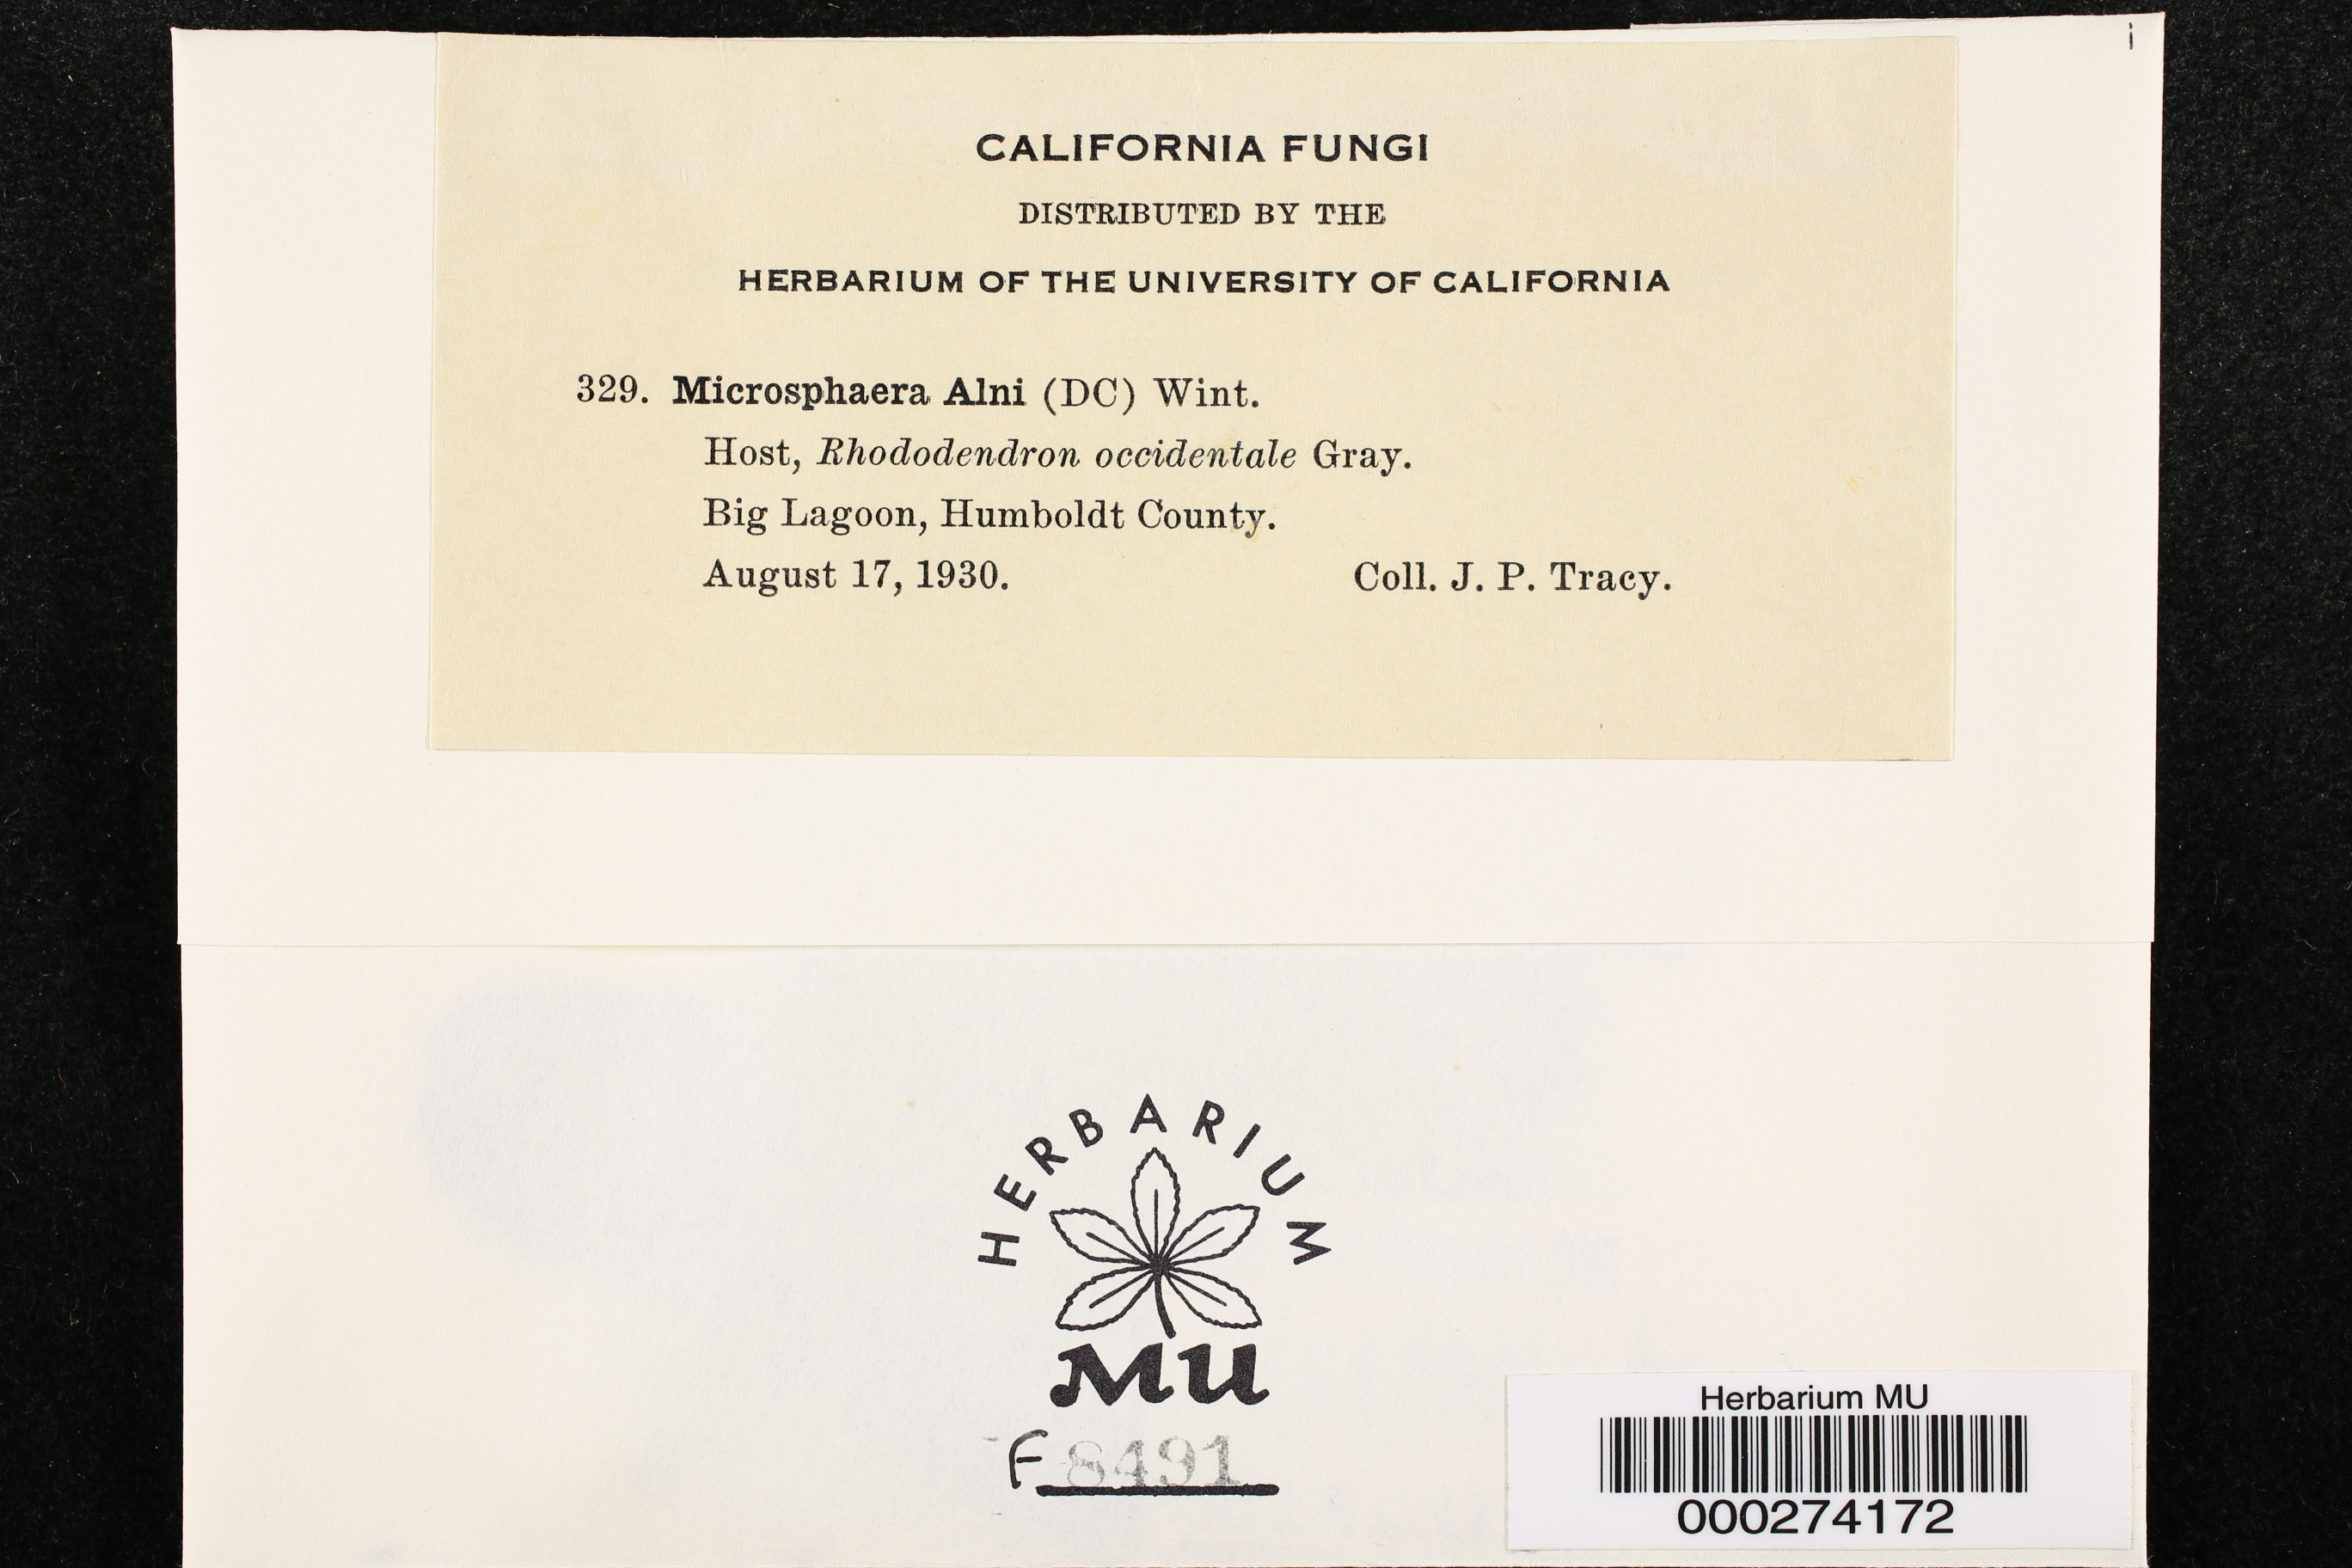 CALIFORNIA FUNGI
DISTRIBUTED BY THE
HERBARIUM OF THE UNIVERSITY OF CALIFORNIA
329. Microsphaera Alni (DC) Wint.
Host, Rhododendron occidentale Gray.
Big Lagoon, Humboldt County.
August 17, 1930. Coll. J. P. Tracy.
HERBARIUM
MU
F 8491
Herbarium MU
000274172